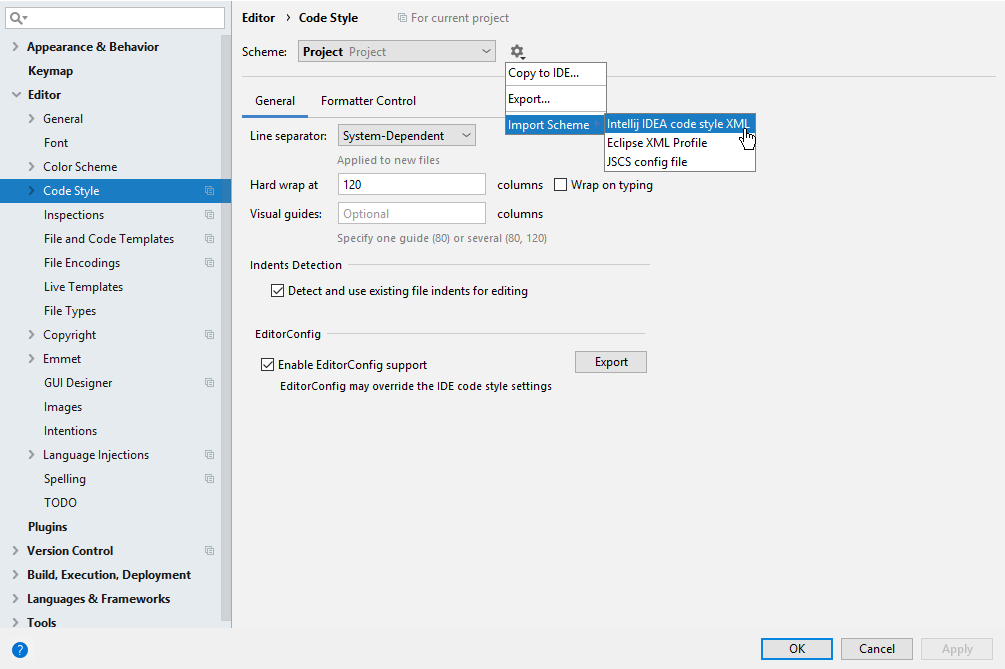 Appearance & Behavior
Keymap
Editor
General
Font
Color Scheme
Code Style
Inspections
File and Code Templates
File Encodings
Live Templates
File Types
Copyright
Emmet
GUI Designer
Images
Intentions
Language Injections
Spelling
TODO
Plugins
Version Control
Build, Execution, Deployment
Languages & Frameworks
Tools
?
Editor › Code Style For current project
Scheme: Project Project
Copy to IDE...
Export...
Import Scheme
Intellij IDEA code style XML
Eclipse XML Profile
JSCS config file
General Formatter Control
Line separator: System-Dependent
Applied to new files
Hard wrap at 120 columns Wrap on typing
Visual guides: Optional columns
Specify one guide (80) or several (80, 120)
Indents Detection
Detect and use existing file indents for editing
EditorConfig
Enable EditorConfig support Export
EditorConfig may override the IDE code style settings
OK Cancel Apply